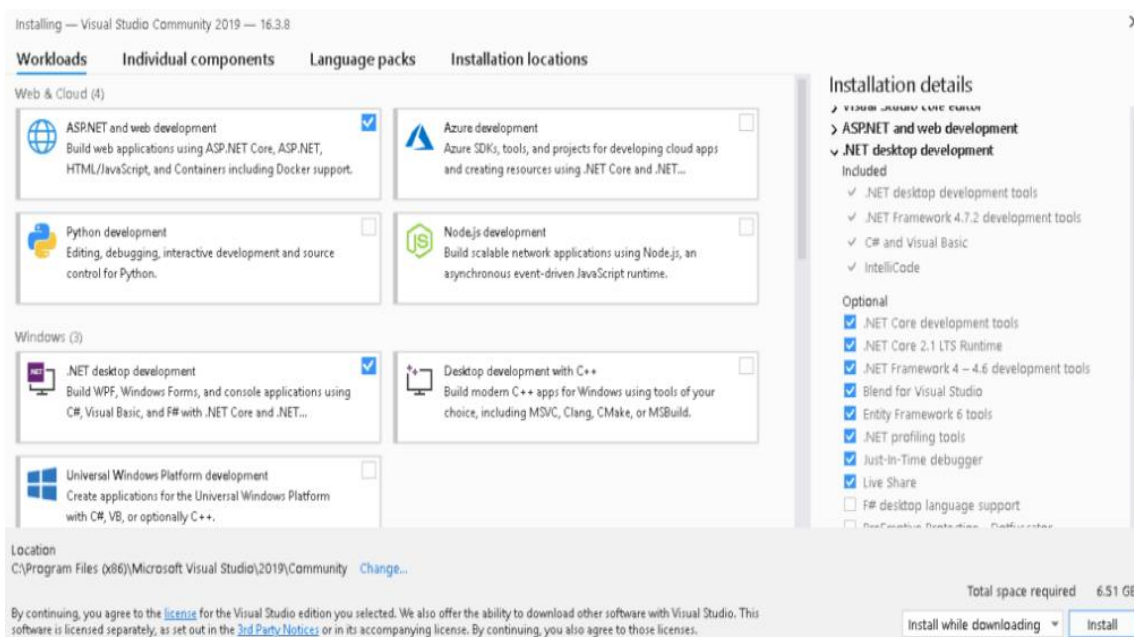 Installing — Visual Studio Community 2019 — 16.3.8
Workloads
Individual components
Language packs
Installation locations
Web & Cloud (4)
ASP.NET and web development
Build web applications using ASP.NET Core, ASP.NET,
HTML/JavaScript, and Containers including Docker support.
Azure development
Azure SDKs, tools, and projects for developing cloud apps
and creating resources using .NET Core and .NET...
Python development
Editing, debugging, interactive development and source
control for Python.
JS
Node.js development
Build scalable network applications using Node.js, an
asynchronous event-driven JavaScript runtime.
Windows (3)
.NET
.NET desktop development
Build WPF, Windows Forms, and console applications using
C#, Visual Basic, and F# with .NET Core and .NET...
Desktop development with C++
Build modern C++ apps for Windows using tools of your
choice, including MSVC, Clang, CMake, or MSBuild.
Universal Windows Platform development
Create applications for the Universal Windows Platform
with C#, VB, or optionally C++.
Installation details
Visual Studio core editor
ASP.NET and web development
.NET desktop development
Included
.NET desktop development tools
.NET Framework 4.7.2 development tools
C# and Visual Basic
IntelliCode
Optional
.NET Core development tools
.NET Core 2.1 LTS Runtime
.NET Framework 4 – 4.6 development tools
Blend for Visual Studio
Entity Framework 6 tools
.NET profiling tools
Just-In-Time debugger
Live Share
F# desktop language support
Location
C:\Program Files (x86)\Microsoft Visual Studio\2019\Community Change...
Total space required 6.51 GB
By continuing, you agree to the license for the Visual Studio edition you selected. We also offer the ability to download other software with Visual Studio. This
software is licensed separately, as set out in the 3rd Party Notices or in its accompanying license. By continuing, you also agree to those licenses.
Install while downloading
Install